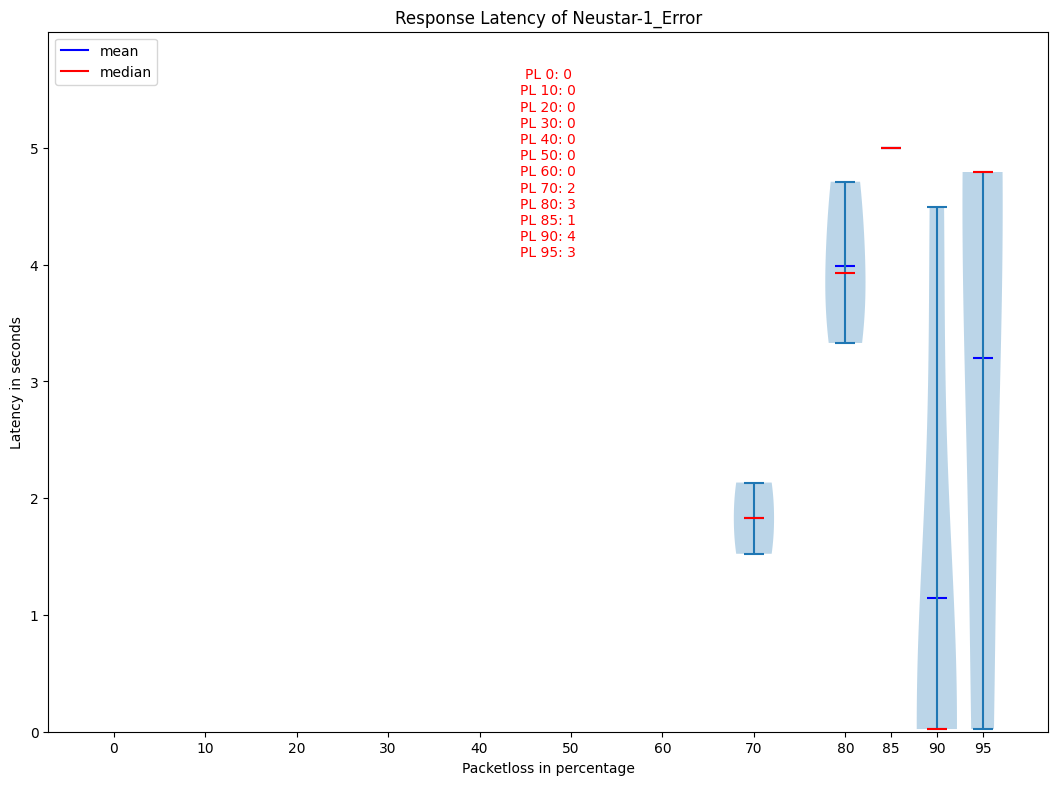 Response Latency of Neustar-1_Error
mean
median
PL 0: 0
PL 10: 0
PL 20: 0
PL 30: 0
PL 40: 0
PL 50: 0
PL 60: 0
PL 70: 2
PL 80: 3
PL 85: 1
PL 90: 4
PL 95: 3
Latency in seconds
5
4
3
2
1
0
0 10 20 30 40 50 60 70 80 85 90 95
Packetloss in percentage